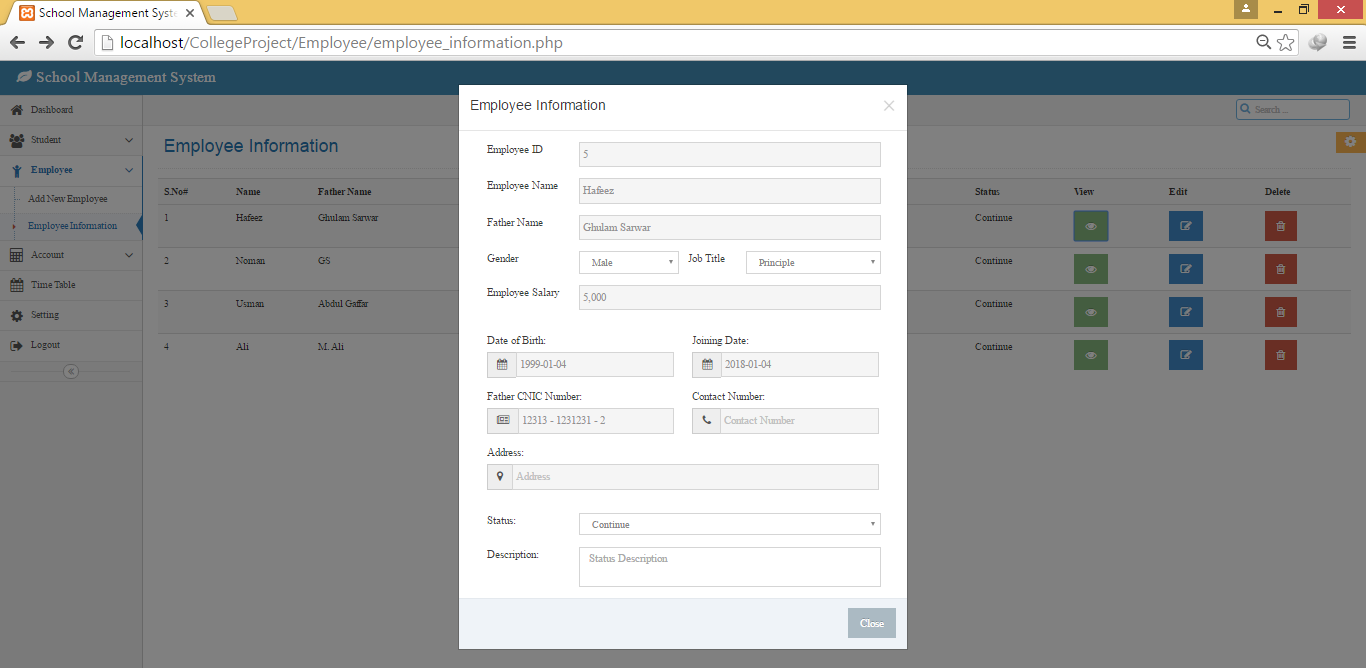 School Management Syst
localhost/CollegeProject/Employee/employee_information.php
School Management System
Search ...
Dashboard
Student
Employee
Add New Employee
Employee Information
Account
Time Table
Setting
Logout
Employee Information
S.No# Name Father Name Status View Edit Delete
1 Hafeez Ghulam Sarwar Continue
2 Noman GS Continue
3 Usman Abdul Gaffar Continue
4 Ali M. Ali Continue
Employee Information ×
Employee ID 5
Employee Name Hafeez
Father Name Ghulam Sarwar
Gender Male Job Title Principle
Employee Salary 5,000
Date of Birth: Joining Date:
1999-01-04 2018-01-04
Father CNIC Number: Contact Number:
12313 - 1231231 - 2 Contact Number
Address:
Address
Status: Continue
Description: Status Description
Close